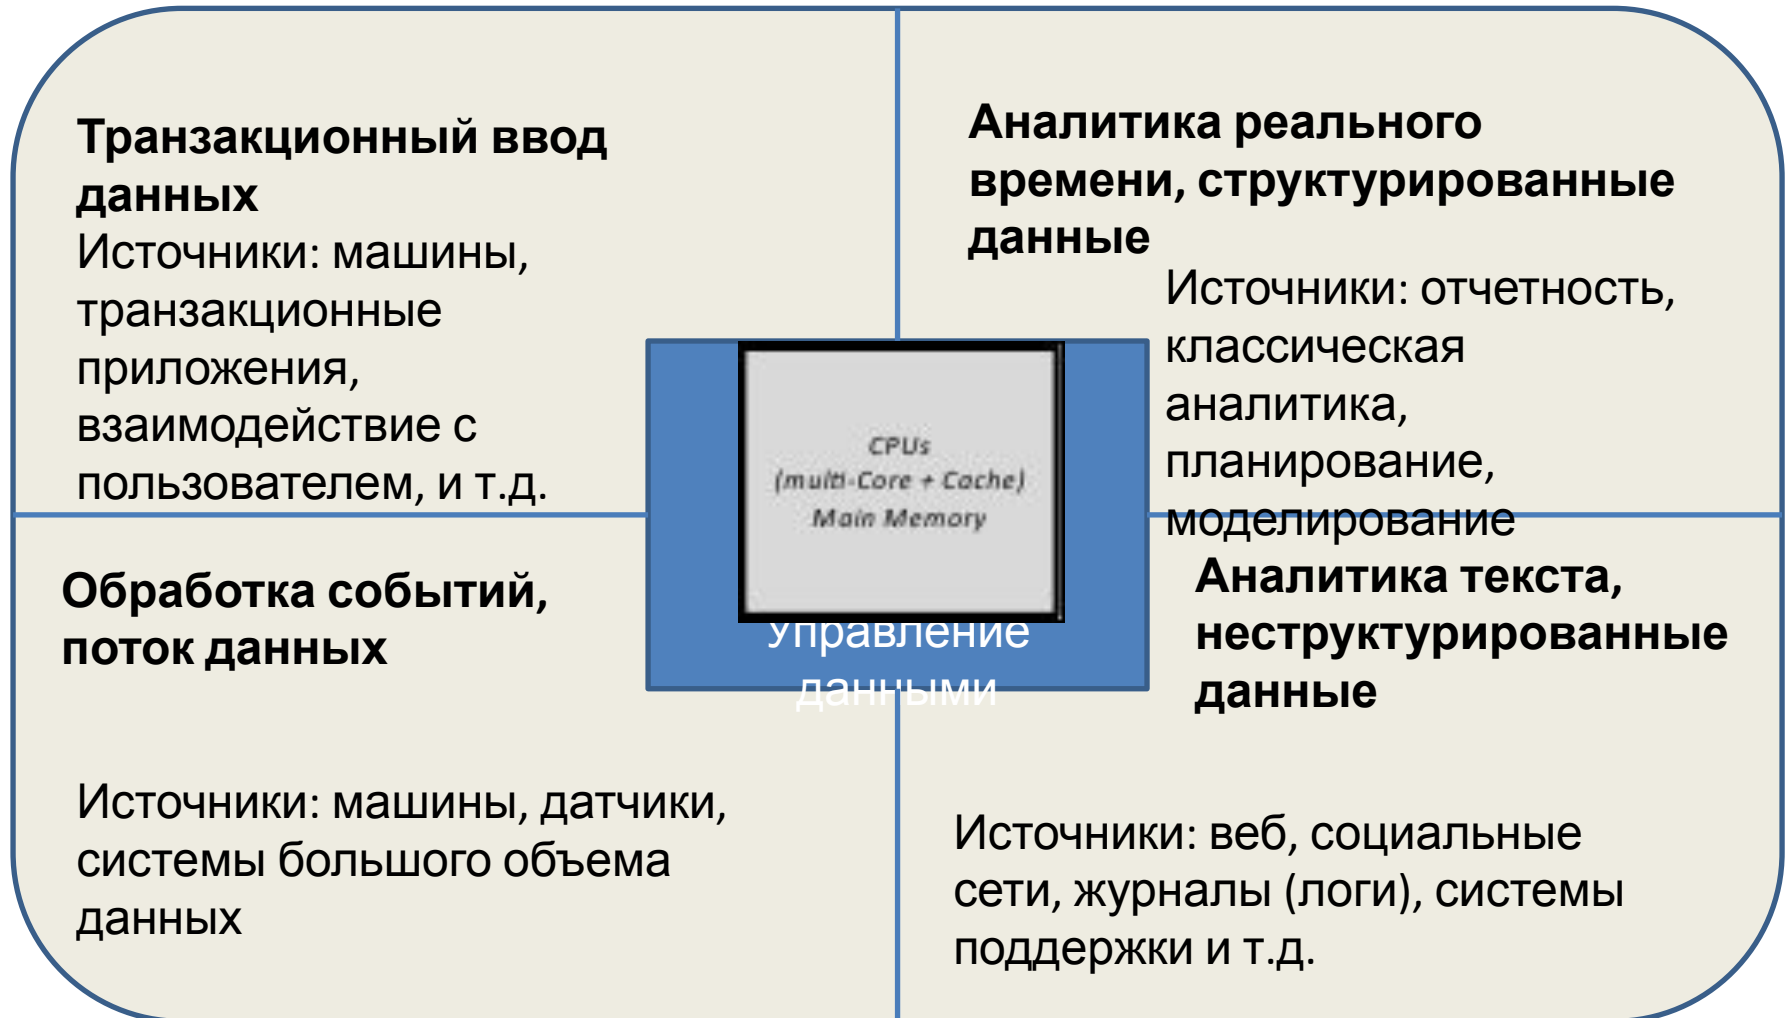 Транзакционный ввод
данных
Источники: машины,
транзакционные
приложения,
взаимодействие с
пользователем, и т.д.
Аналитика реального
времени, структурированные
данные
Источники: отчетность,
классическая
аналитика,
планирование,
моделирование
CPUs
(multi-Core + Cache)
Main Memory
Управление
данными
Обработка событий,
поток данных
Источники: машины, датчики,
системы большого объема
данных
Аналитика текста,
неструктурированные
данные
Источники: веб, социальные
сети, журналы (логи), системы
поддержки и т.д.